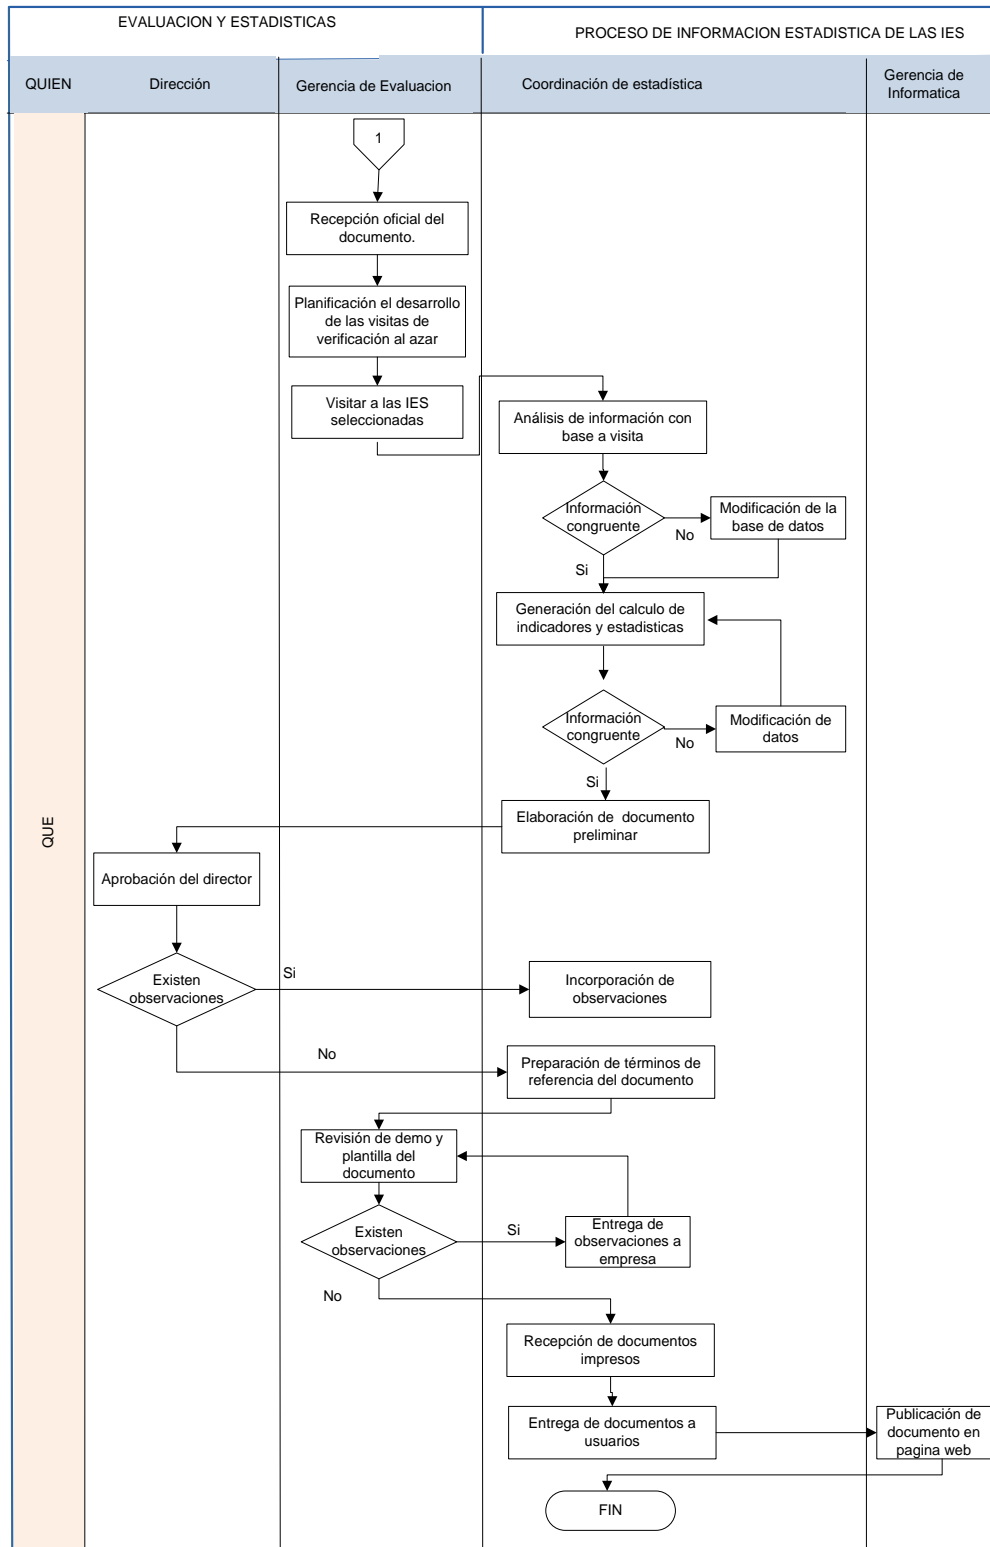 EVALUACION Y ESTADISTICAS
PROCESO DE INFORMACION ESTADISTICA DE LAS IES
QUIEN
Dirección
Gerencia de Evaluacion
Coordinación de estadística
Gerencia de
Informatica
1
Recepción oficial del
documento.
Planificación el desarrollo
de las visitas de
verificación al azar
Visitar a las IES
seleccionadas
Análisis de información con
base a visita
Información
congruente
No
Modificación de la
base de datos
Si
Generación del calculo de
indicadores y estadisticas
Información
congruente
No
Modificación de
datos
Si
Elaboración de documento
preliminar
QUE
Aprobación del director
Existen
observaciones
Si
Incorporación de
observaciones
No
Preparación de términos de
referencia del documento
Revisión de demo y
plantilla del
documento
Existen
observaciones
Si
Entrega de
observaciones a
empresa
No
Recepción de documentos
impresos
Entrega de documentos a
usuarios
Publicación de
documento en
pagina web
FIN